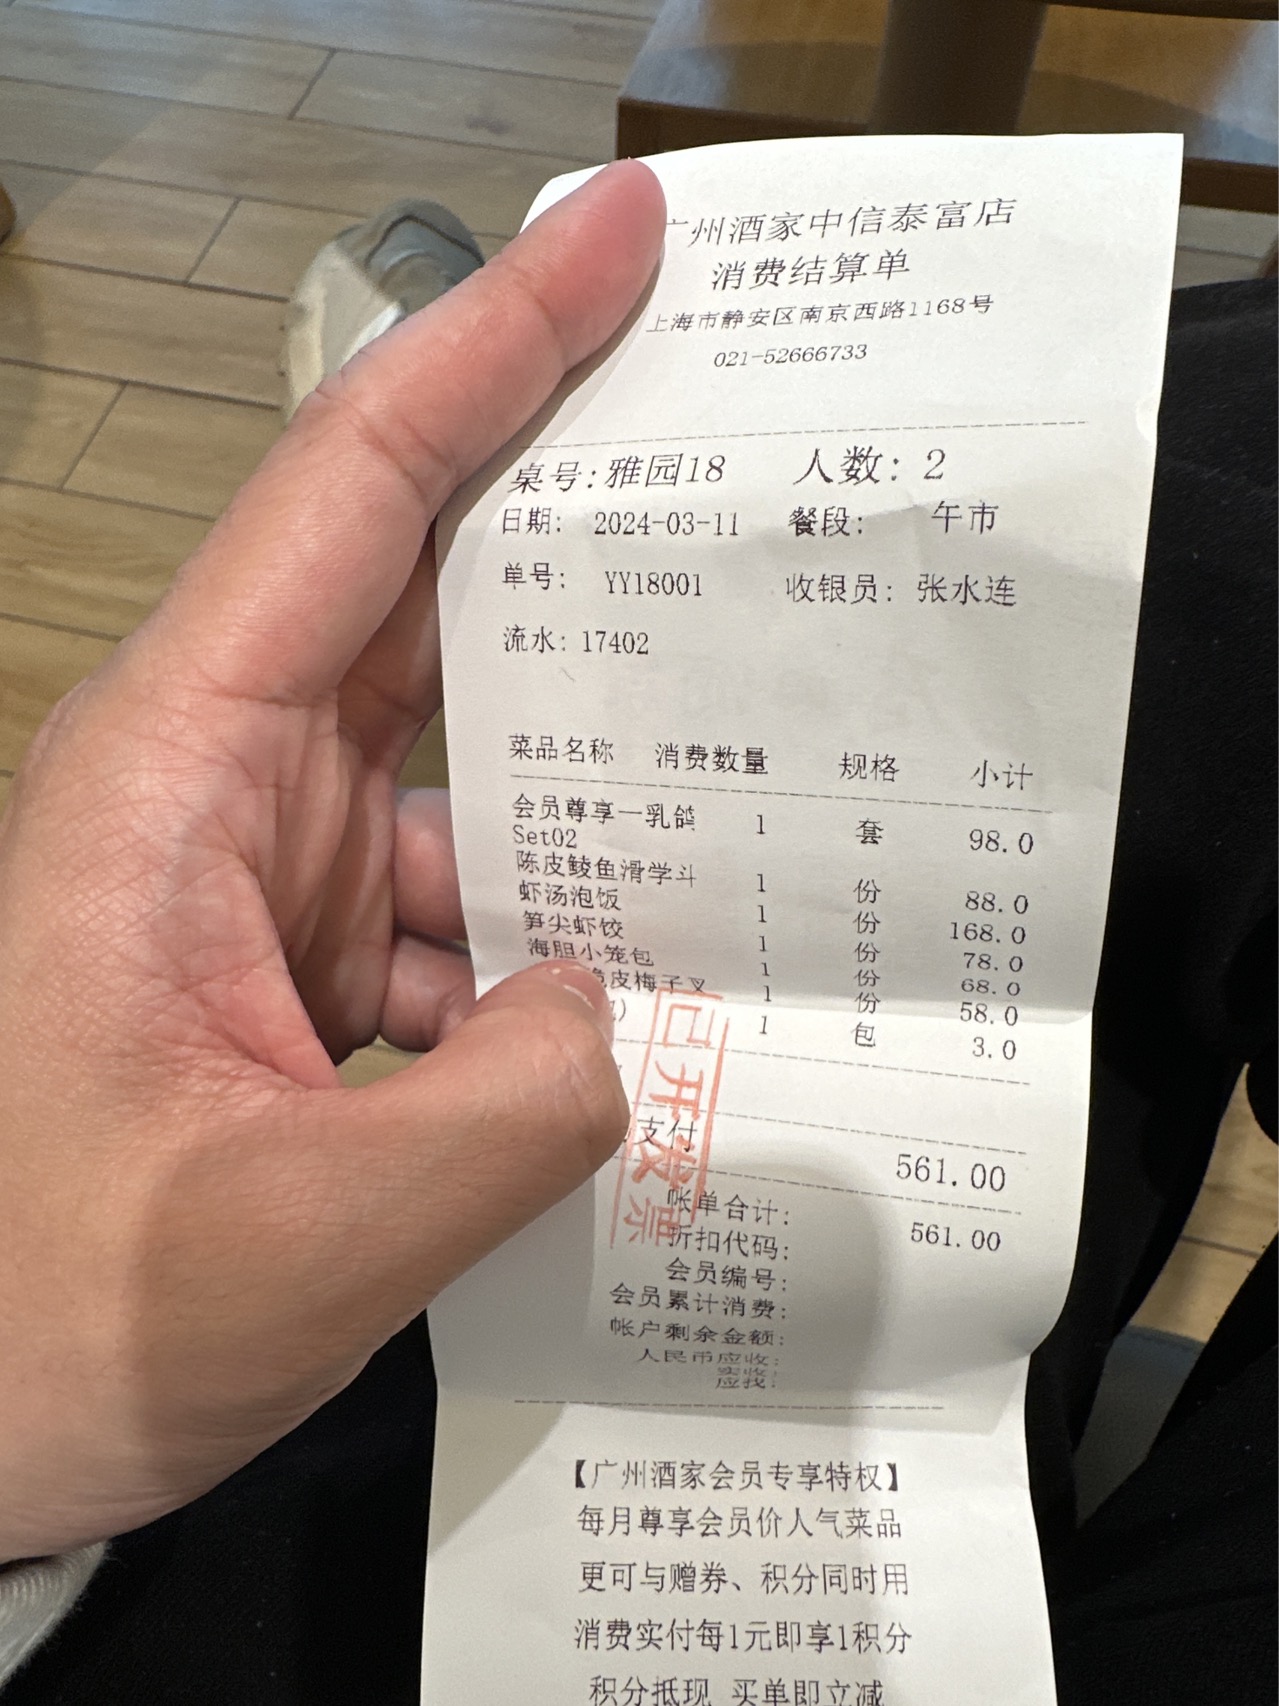 广州酒家中信泰富店
消费结算单
上海市静安区南京西路1168号
021-52666733
桌号:雅园18 人数: 2
日期: 2024-03-11 餐段: 午市
单号: YY18001 收银员: 张水连
流水: 17402
菜品名称 消费数量 规格 小计
会员尊享一乳鸽 1 套 98.0
Set02
陈皮鲮鱼滑学斗 1 份 88.0
虾汤泡饭 1 份 168.0
笋尖虾饺 1 份 78.0
海胆小笼包 1 份 68.0
脆皮梅子叉 1 份 58.0
) 1 包 3.0
已开发票
支付 561.00
帐单合计: 561.00
折扣代码:
会员编号:
会员累计消费:
帐户剩余金额:
人民币应收:
实收:
应找:
【广州酒家会员专享特权】
每月尊享会员价人气菜品
更可与赠券、积分同时用
消费实付每1元即享1积分
积分抵现 买单即立减